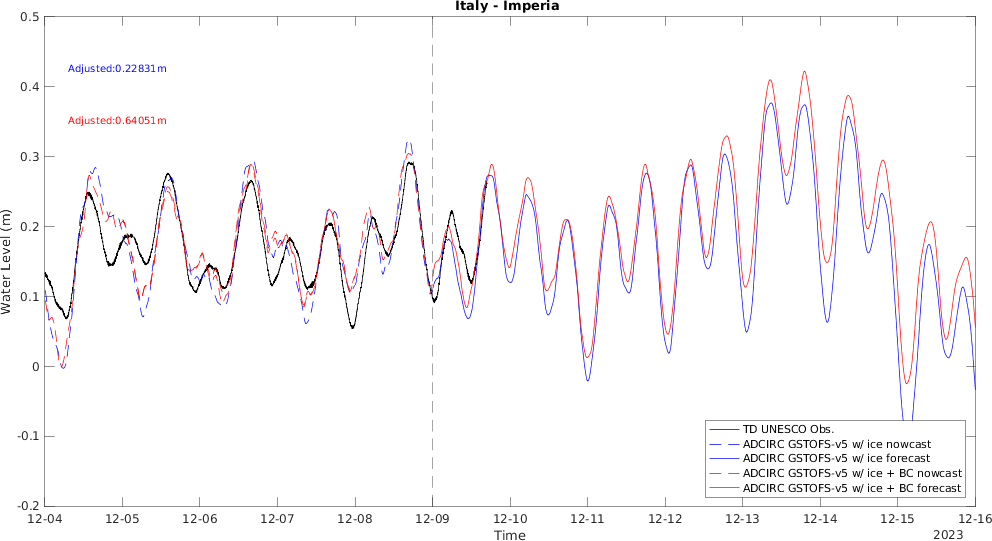 Italy - Imperia
0.5
0.4
0.3
0.2
0.1
0
-0.1
-0.2
Water Level (m)
Adjusted:0.22831m
Adjusted:0.64051m
TD UNESCO Obs.
ADCIRC GSTOFS-v5 w/ ice nowcast
ADCIRC GSTOFS-v5 w/ ice forecast
ADCIRC GSTOFS-v5 w/ ice + BC nowcast
ADCIRC GSTOFS-v5 w/ ice + BC forecast
12-04 12-05 12-06 12-07 12-08 12-09 12-10 12-11 12-12 12-13 12-14 12-15 12-16
Time
2023